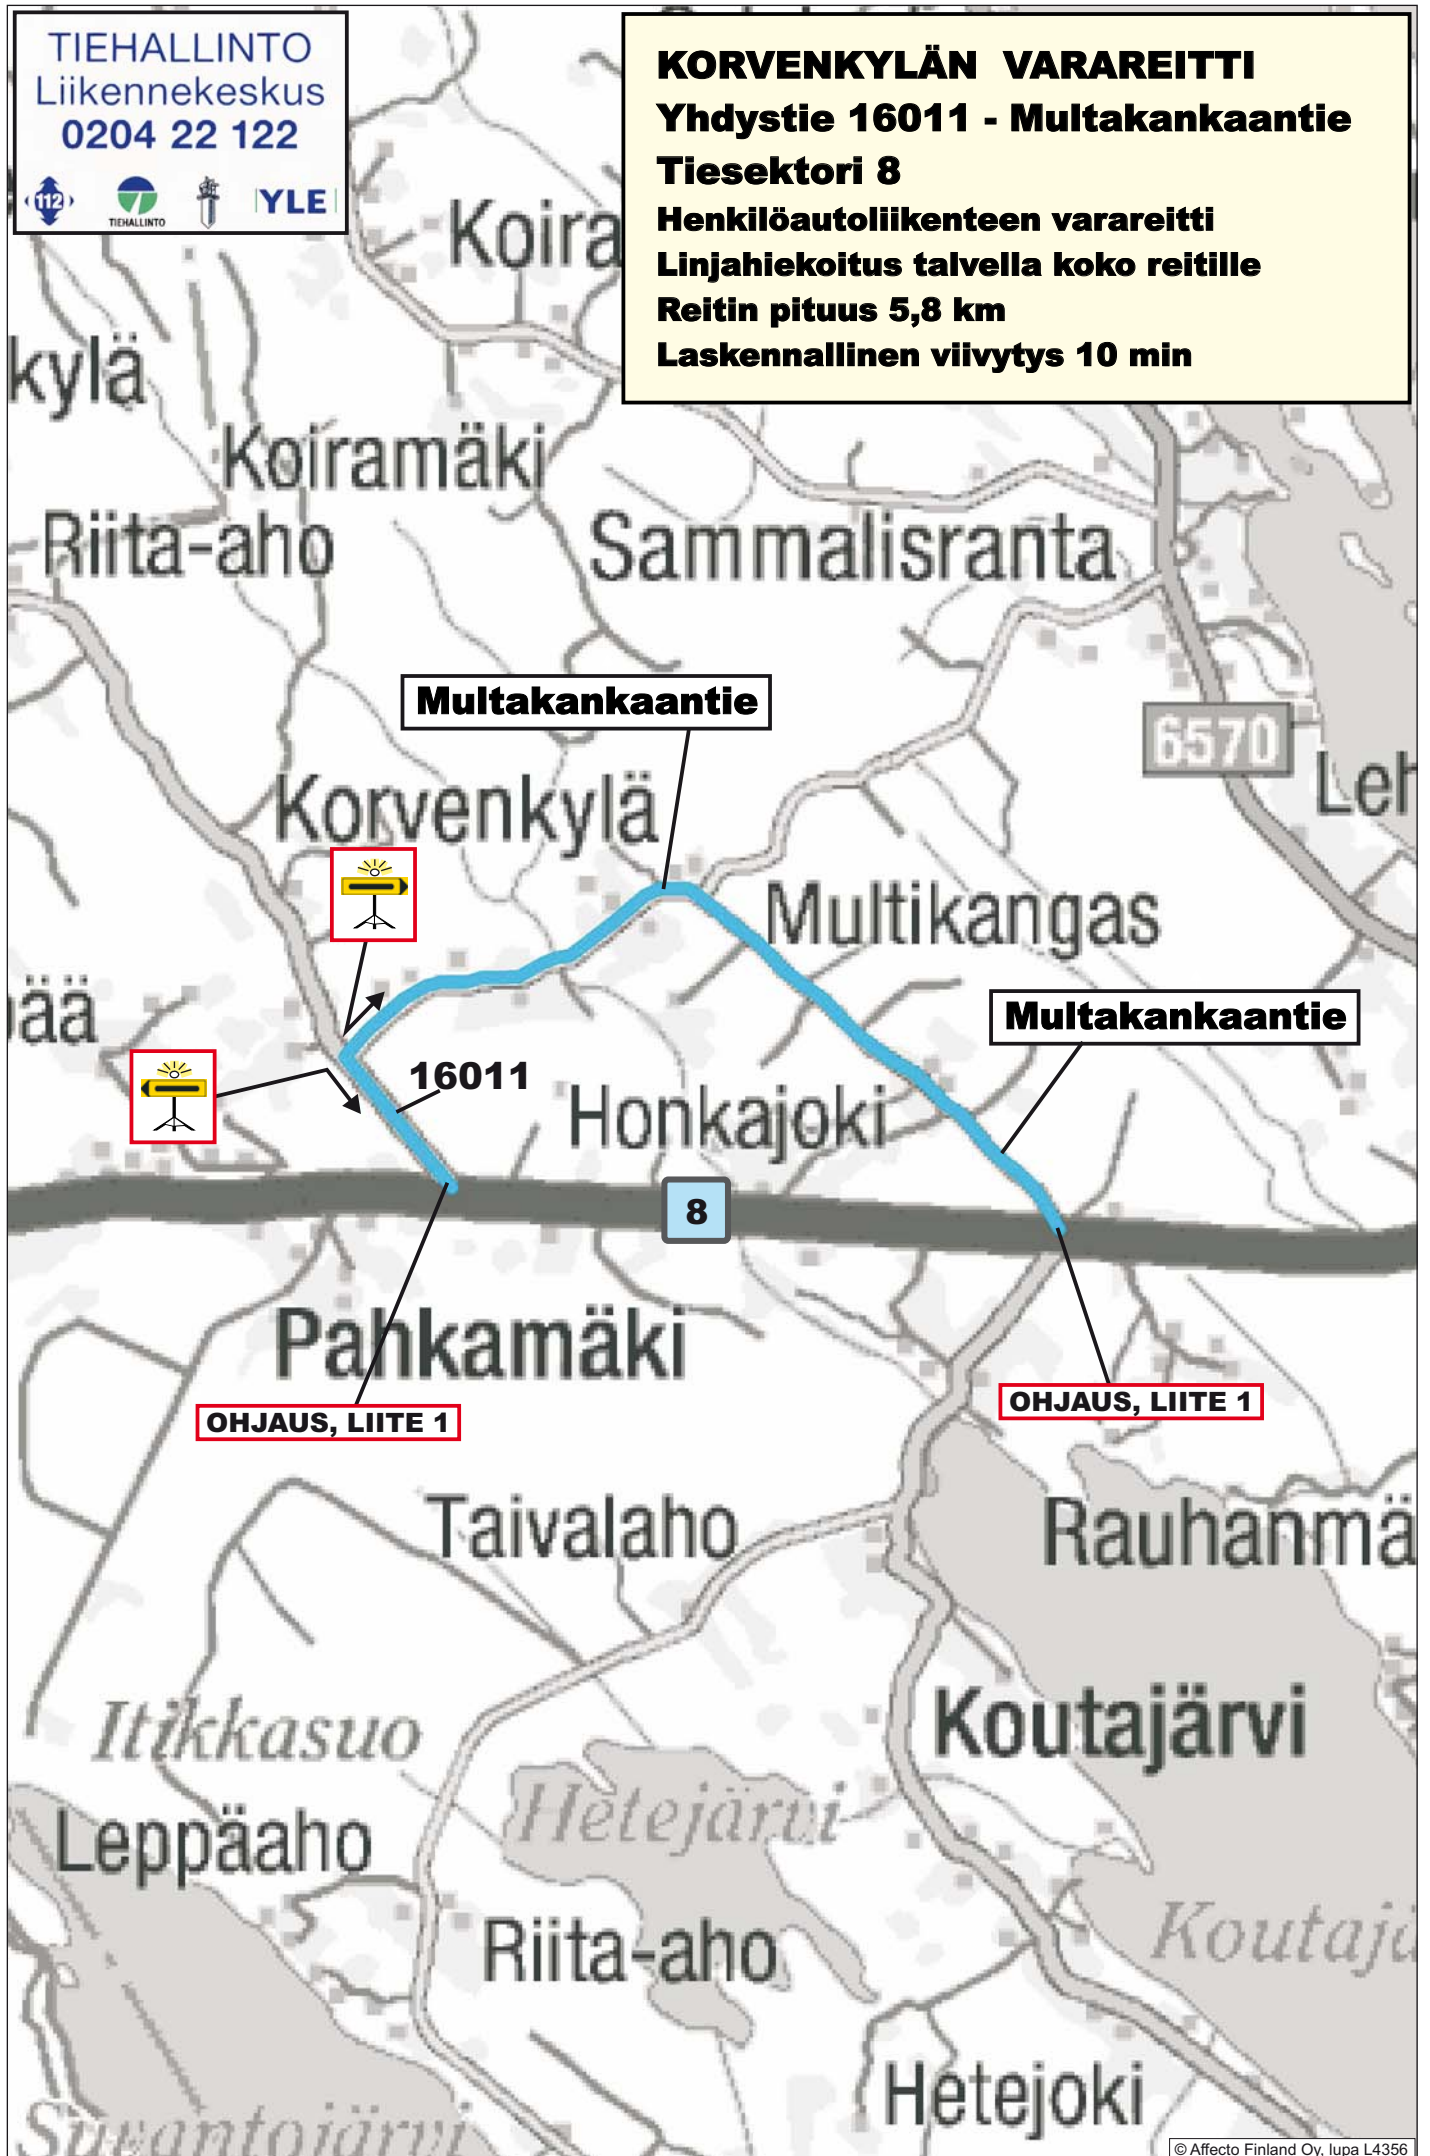 TIEHALLINTO
Liikennekeskus
0204 22 122
112
TIEHALLINTO
YLE
KORVENKYLÄN VARAREITTI
Yhdystie 16011 - Multakankaantie
Tiesektori 8
Henkilöautoliikenteen varareitti
Linjahiekoitus talvella koko reitille
Reitin pituus 5,8 km
Laskennallinen viivytys 10 min
Koira
kylä
Koiramäki
Riita-aho
Sammalisranta
Multakankaantie
6570
Leh
Korvenkylä
Multikangas
ää
Multakankaantie
16011
Honkajoki
8
Pahkamäki
OHJAUS, LIITE 1
OHJAUS, LIITE 1
Taivalaho
Rauhanmä
Itikkasuo
Koutajärvi
Hetejärvi
Leppäaho
Koutajä
Riita-aho
Hetejoki
Suvantojärvi
© Affecto Finland Oy, lupa L4356